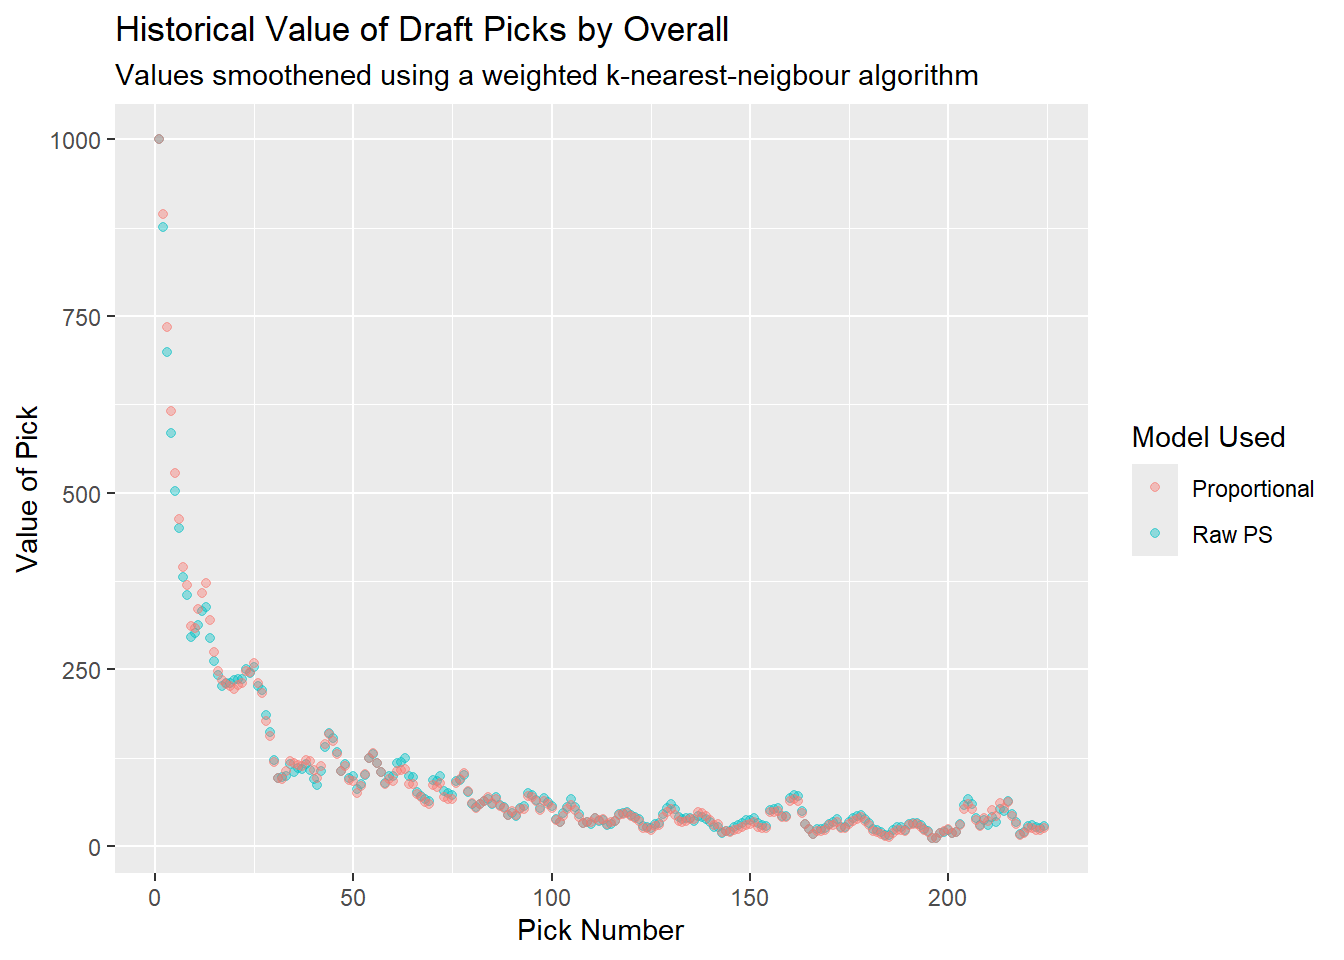 Historical Value of Draft Picks by Overall
Values smoothened using a weighted k-nearest-neigbour algorithm
1000
750
500
250
0
Value of Pick
0 50 100 150 200
Pick Number
Model Used
Proportional
Raw PS